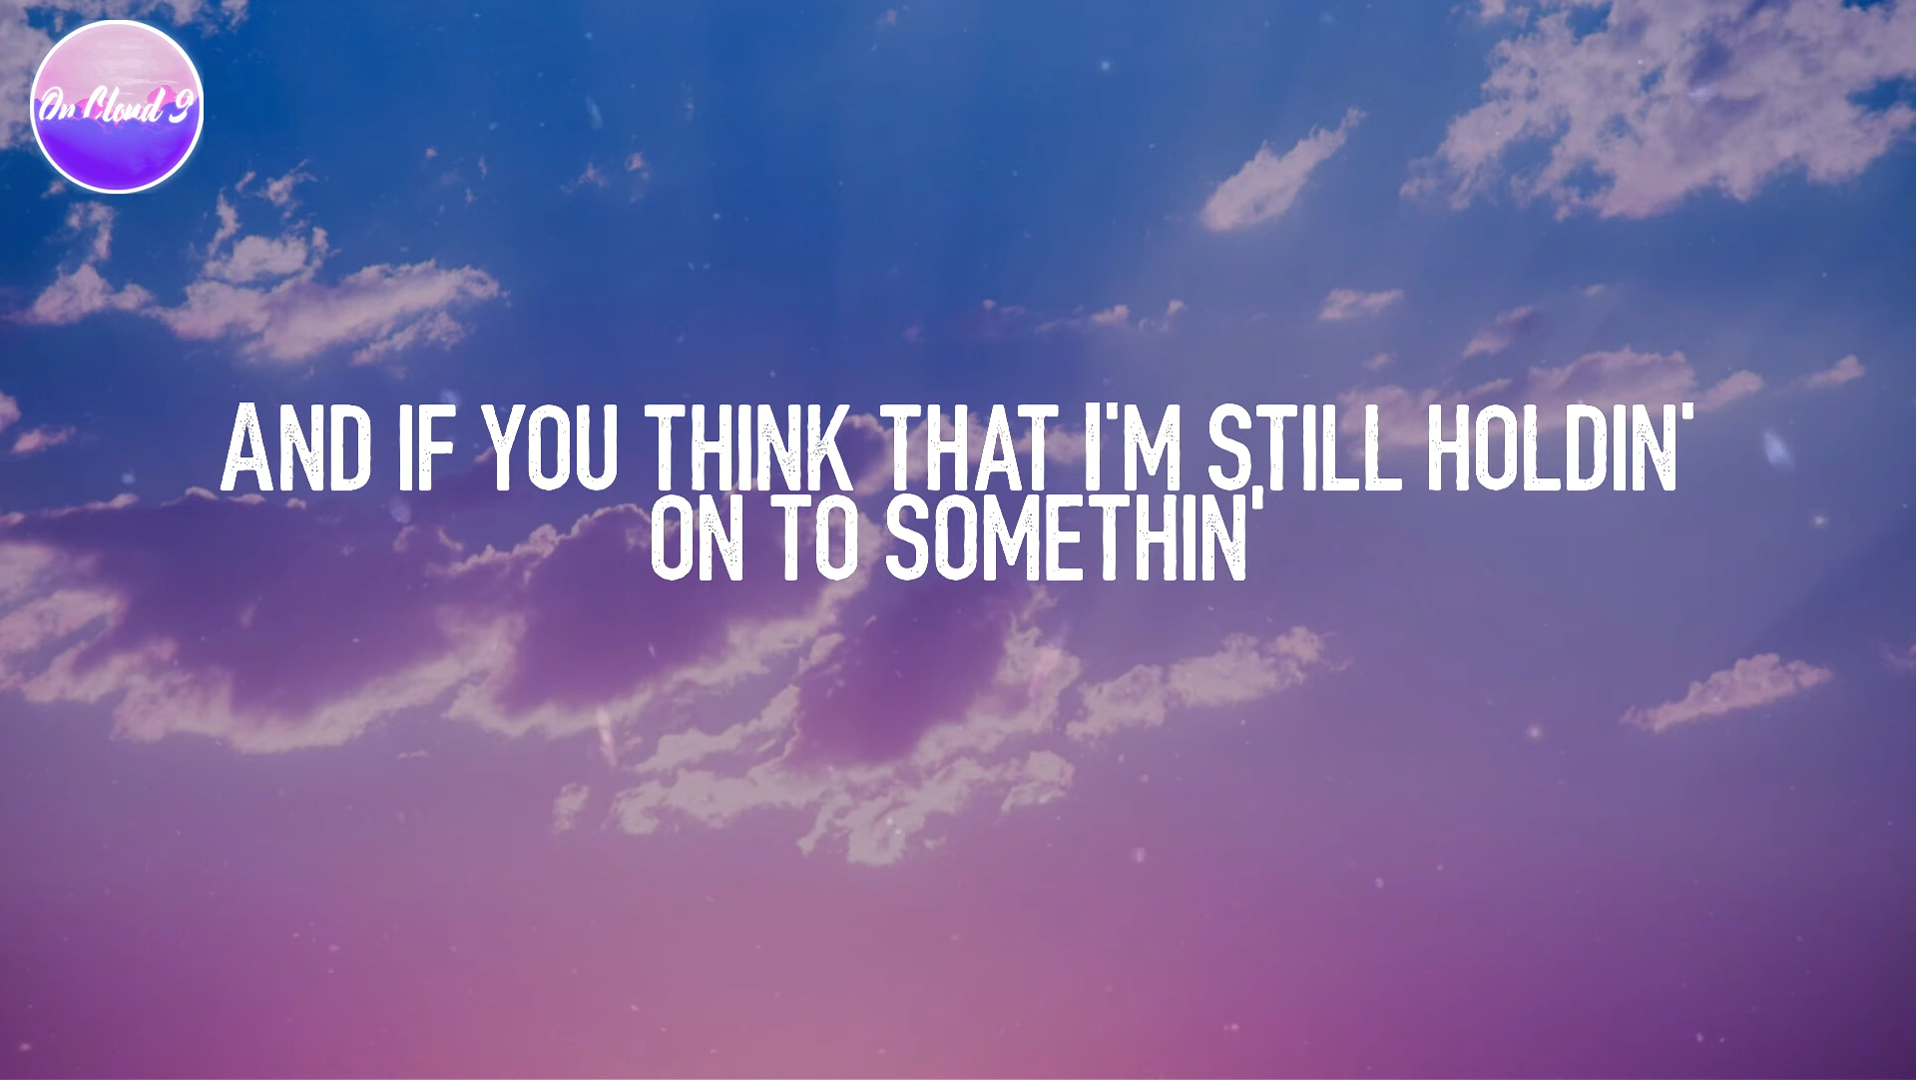 On Cloud 9
AND IF YOU THINK THAT I'M STILL HOLDIN'
ON TO SOMETHIN'